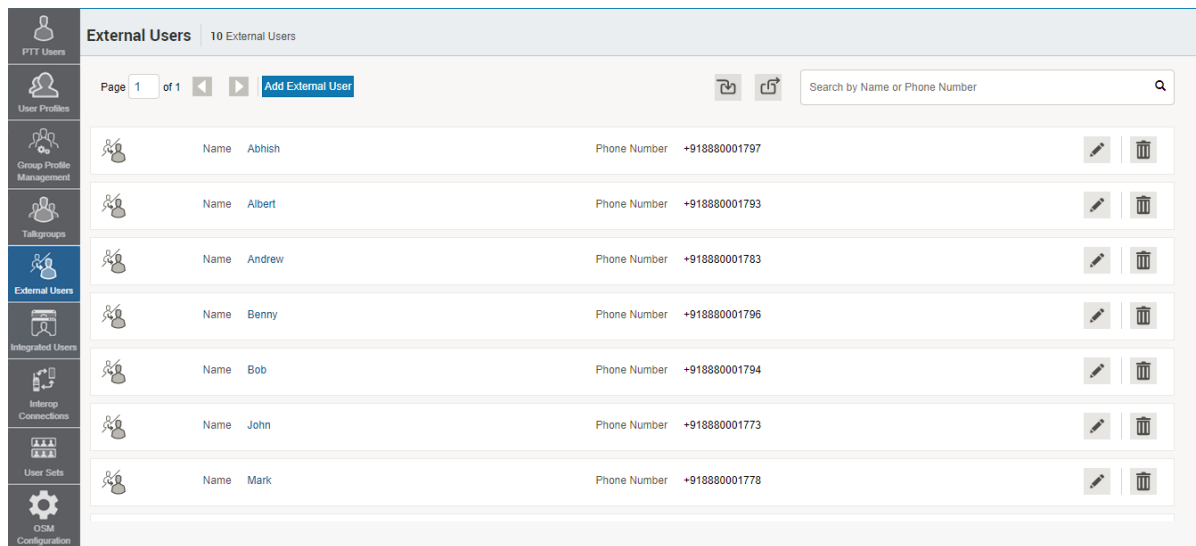 PTT Users
User Profiles
Group Profile
Management
Talkgroups
External Users
Integrated Users
Interop
Connections
User Sets
OSM
Configuration
External Users 10 External Users
Page 1 of 1 Add External User Search by Name or Phone Number
Name Abhish Phone Number +918880001797
Name Albert Phone Number +918880001793
Name Andrew Phone Number +918880001783
Name Benny Phone Number +918880001796
Name Bob Phone Number +918880001794
Name John Phone Number +918880001773
Name Mark Phone Number +918880001778